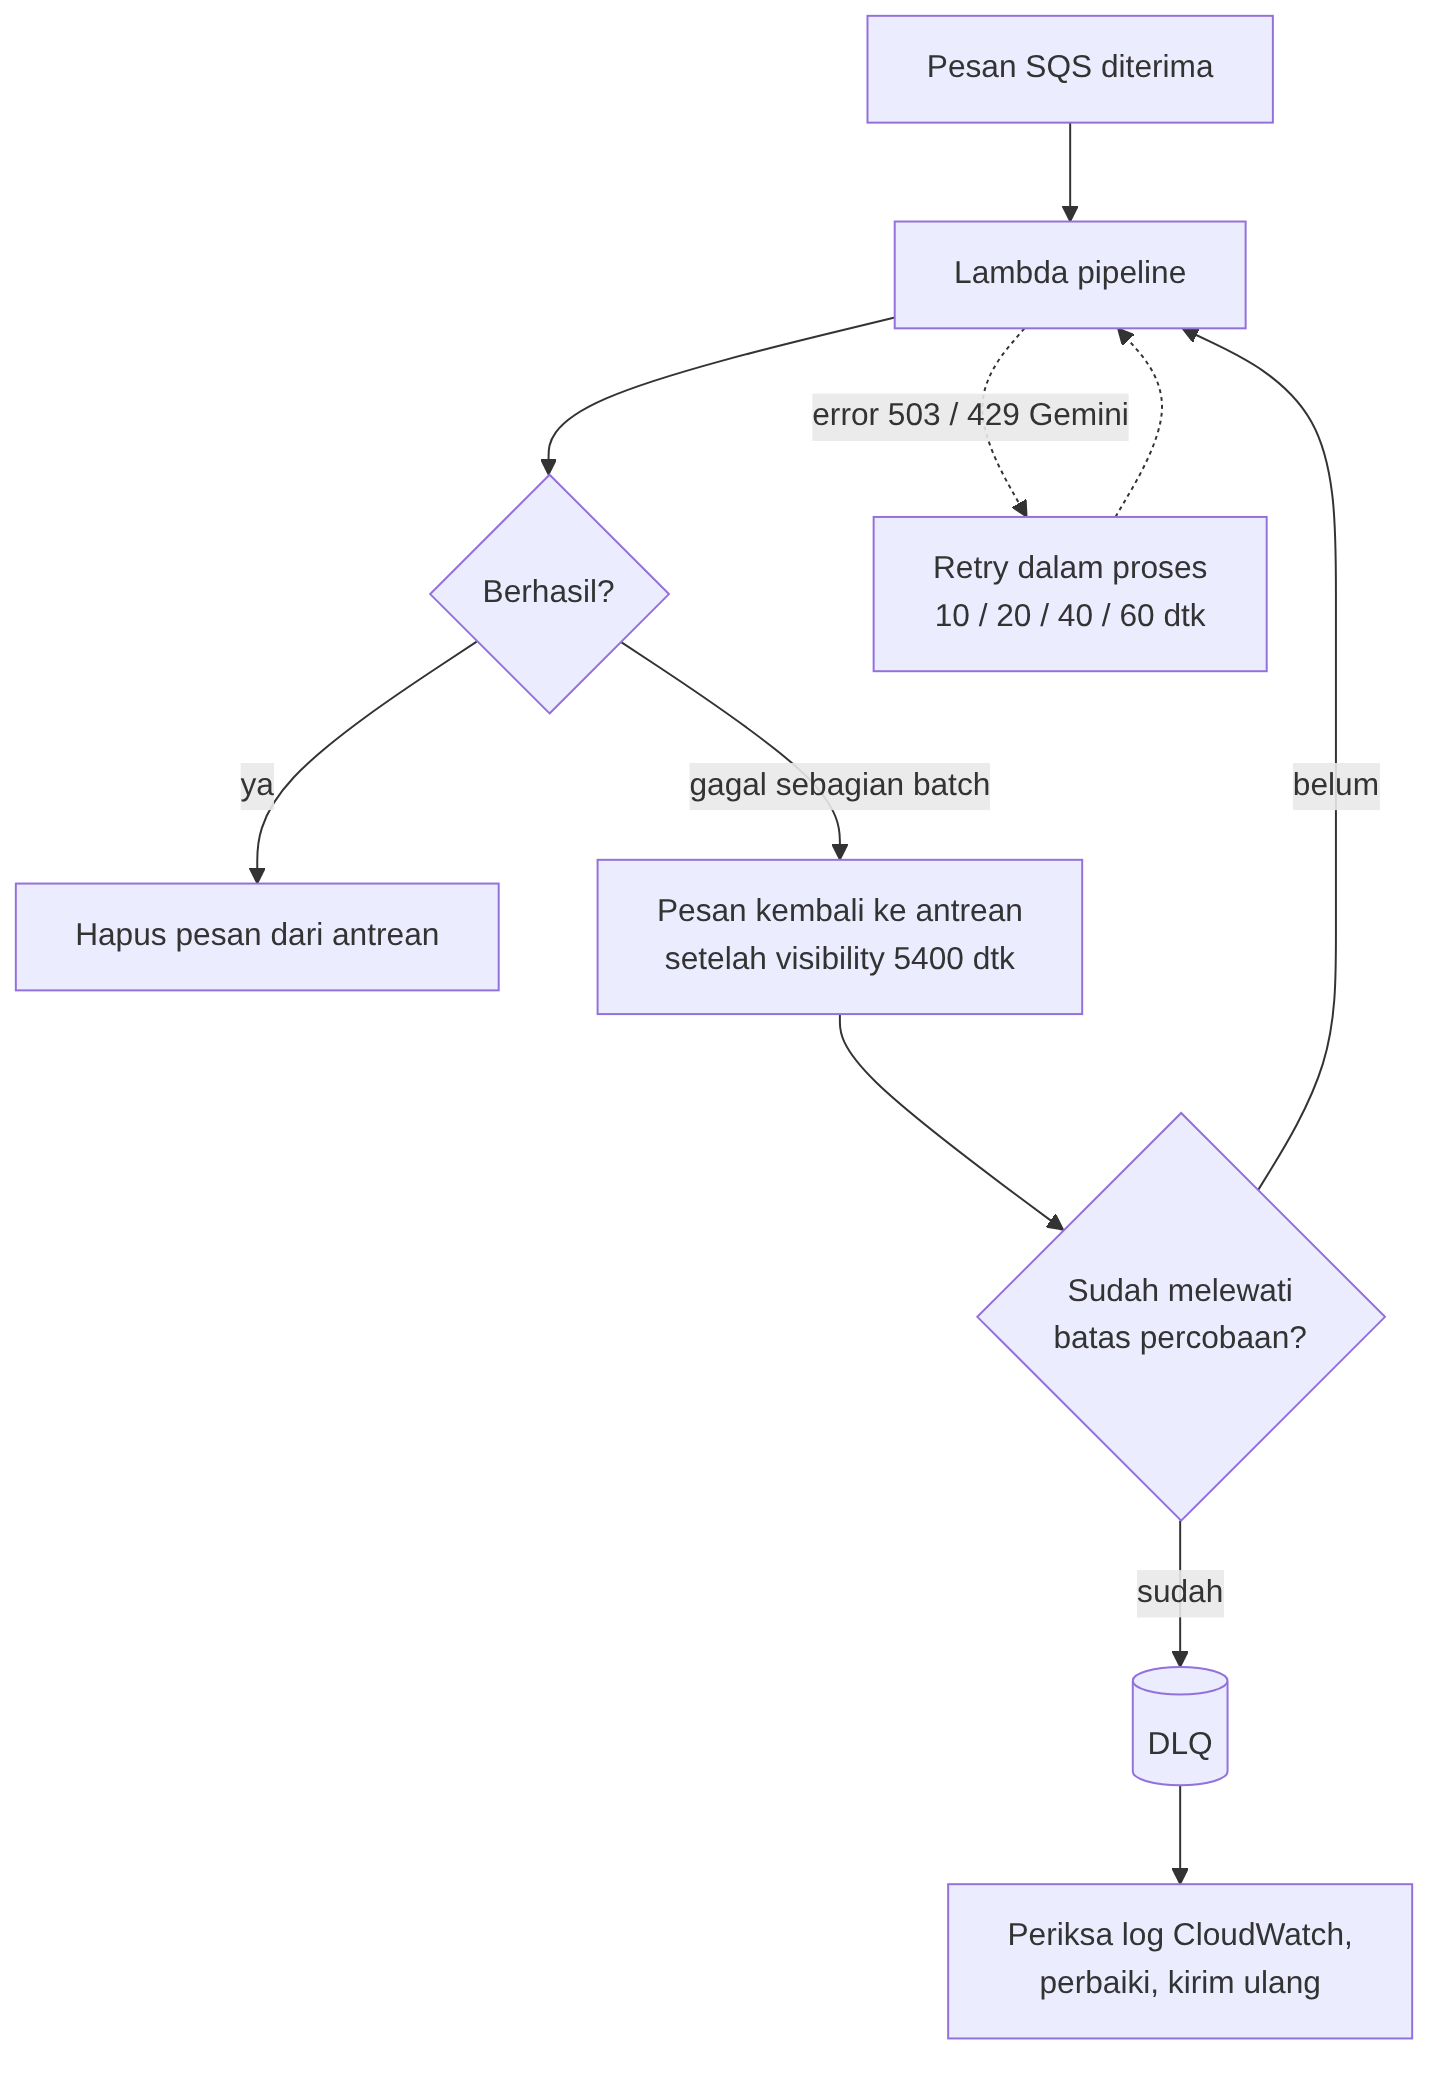 Pesan SQS diterima
Lambda pipeline
error 503 / 429 Gemini
Berhasil?
Retry dalam proses
10 / 20 / 40 / 60 dtk
ya
gagal sebagian batch
belum
Hapus pesan dari antrean
Pesan kembali ke antrean
setelah visibility 5400 dtk
Sudah melewati
batas percobaan?
sudah
DLQ
Periksa log CloudWatch,
perbaiki, kirim ulang